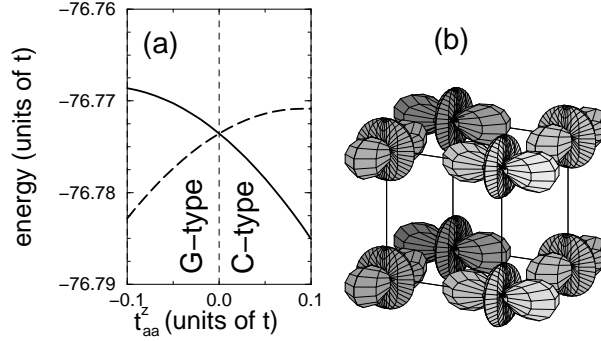 (a)
(b)
energy (units of t)
−76.76
−76.77
−76.78
−76.79
G−type
C−type
−0.1
0.0
0.1
t^z_aa (units of t)